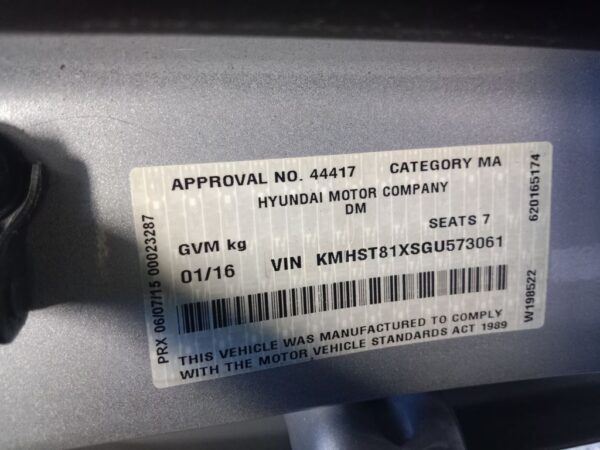 APPROVAL NO. 44417 CATEGORY MA
HYUNDAI MOTOR COMPANY
DM
SEATS 7
GVM kg
01/16 VIN KMHST81XSGU573061
THIS VEHICLE WAS MANUFACTURED TO COMPLY
WITH THE MOTOR VEHICLE STANDARDS ACT 1989
PRX 06/07/15 00023287
W198522 620165174